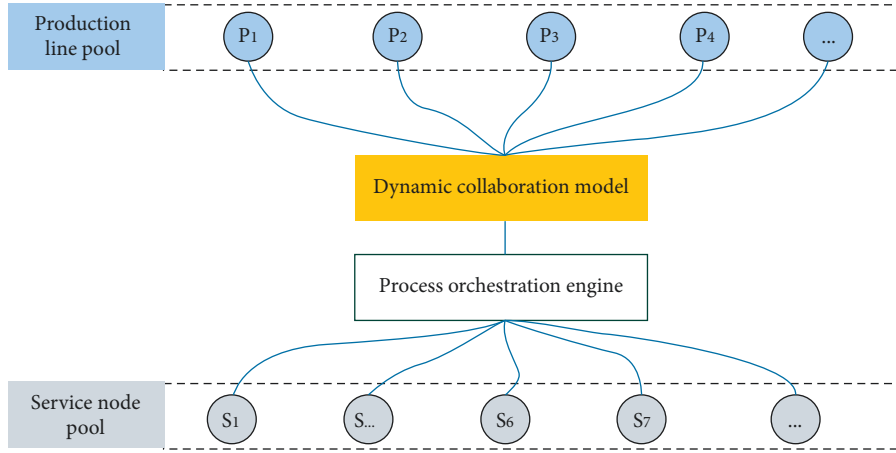 Production
line pool
P1
P2
P3
P4
...
Dynamic collaboration model
Process orchestration engine
Service node
pool
S1
S...
S6
S7
...